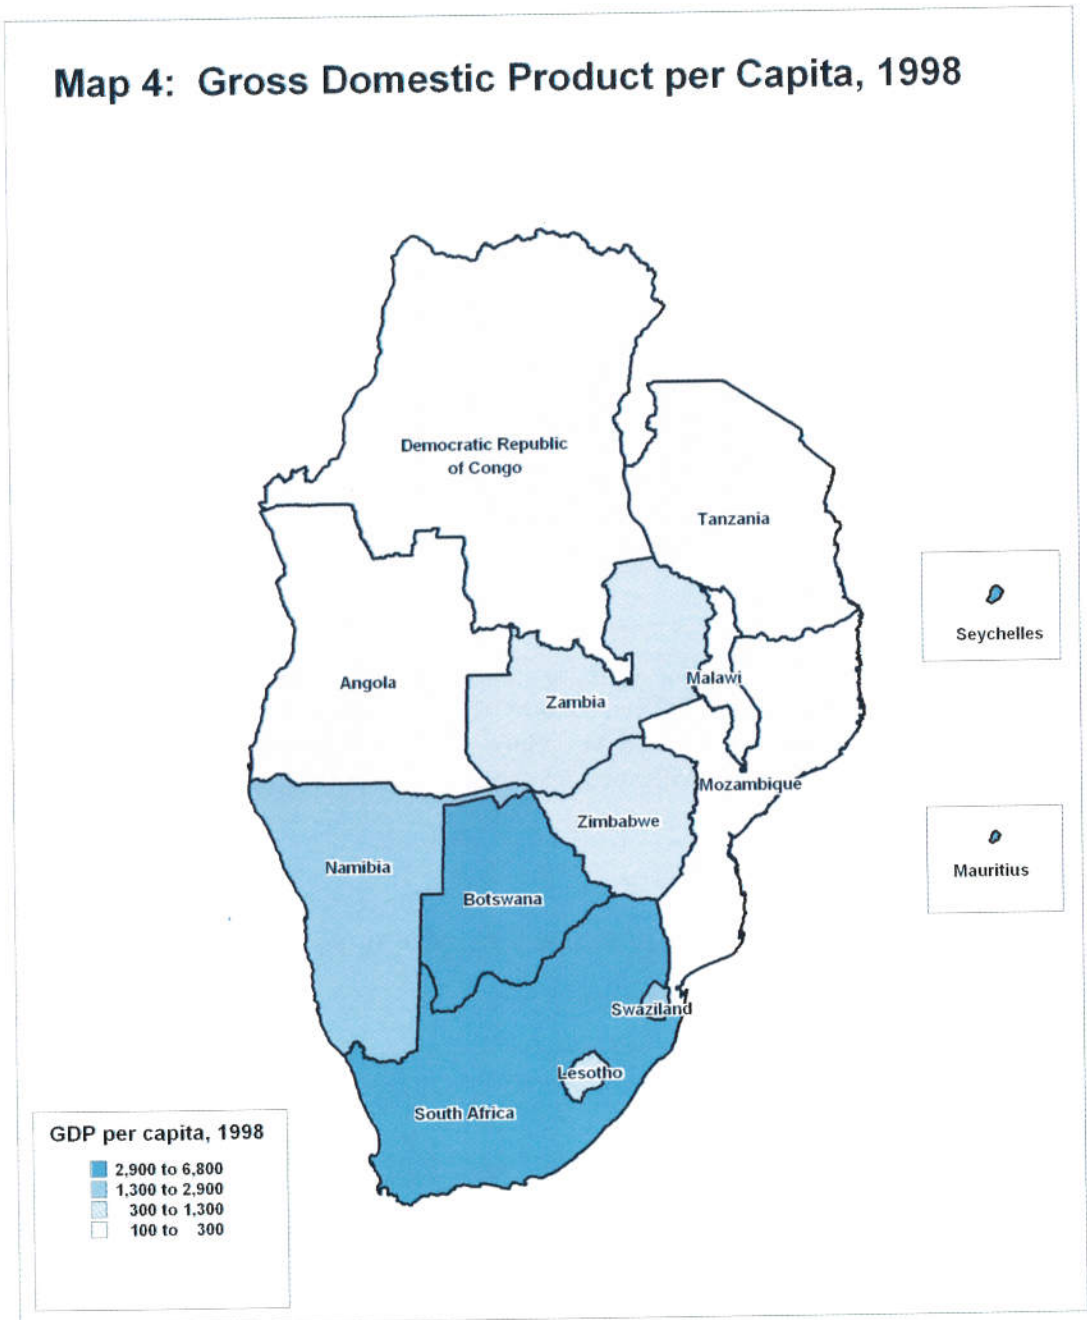 Map 4: Gross Domestic Product per Capita, 1998
Democratic Republic
of Congo
Tanzania
Seychelles
Angola
Malawi
Zambia
Mozambique
Zimbabwe
Namibia
Mauritius
Botswana
Swaziland
Lesotho
South Africa
GDP per capita, 1998
2,900 to 6,800
1,300 to 2,900
300 to 1,300
100 to 300